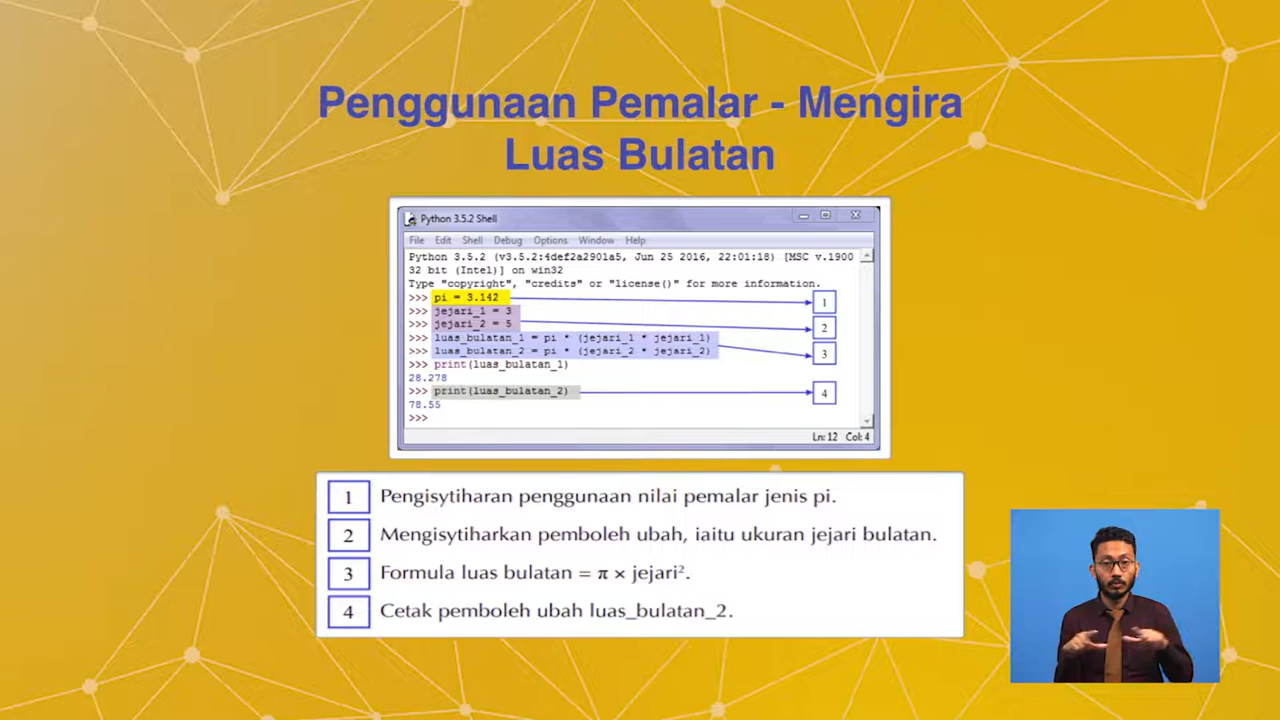 Penggunaan Pemalar - Mengira
Luas Bulatan
Python 3.5.2 Shell
File Edit Shell Debug Options Window Help
Python 3.5.2 (v3.5.2:4def2a2901a5, Jun 25 2016, 22:01:18) [MSC v.1900
32 bit (Intel)] on win32
Type "copyright", "credits" or "license()" for more information.
>>> pi = 3.142
1
>>> jejari_1 = 3
>>> jejari_2 = 5
2
>>> luas_bulatan_1 = pi * (jejari_1 * jejari_1)
>>> luas_bulatan_2 = pi * (jejari_2 * jejari_2)
3
>>> print(luas_bulatan_1)
28.278
>>> print(luas_bulatan_2)
4
78.55
>>>
Ln: 12 Col: 4
1 Pengisytiharan penggunaan nilai pemalar jenis pi.
2 Mengisytiharkan pemboleh ubah, iaitu ukuran jejari bulatan.
3 Formula luas bulatan = π × jejari².
4 Cetak pemboleh ubah luas_bulatan_2.